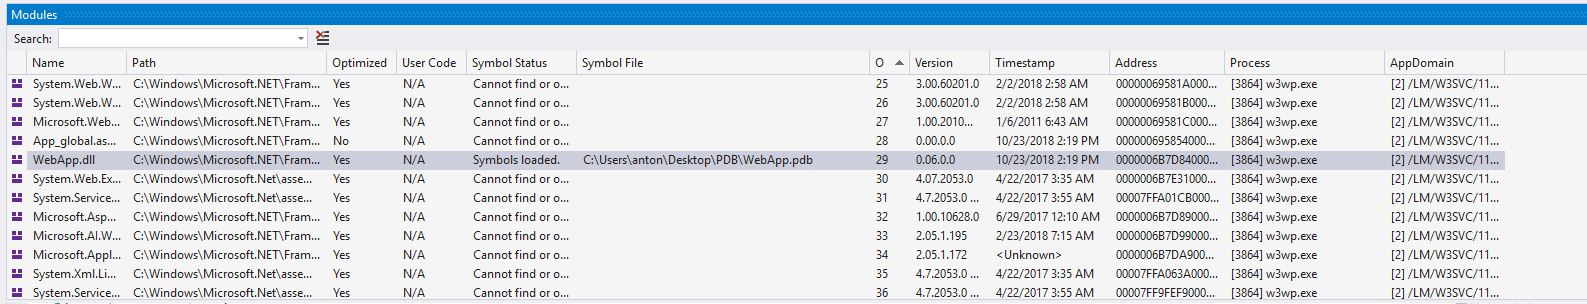 Modules
Search:
Name Path Optimized User Code Symbol Status Symbol File O Version Timestamp Address Process AppDomain
System.Web.W... C:\Windows\Microsoft.NET\Fram... Yes N/A Cannot find or o... 25 3.00.60201.0 2/2/2018 2:58 AM 00000069581A000... [3864] w3wp.exe [2] /LM/W3SVC/11...
System.Web.W... C:\Windows\Microsoft.NET\Fram... Yes N/A Cannot find or o... 26 3.00.60201.0 2/2/2018 2:58 AM 00000069581B000... [3864] w3wp.exe [2] /LM/W3SVC/11...
Microsoft.Web... C:\Windows\Microsoft.NET\Fram... Yes N/A Cannot find or o... 27 1.00.2010... 1/6/2011 6:43 AM 00000069581C000... [3864] w3wp.exe [2] /LM/W3SVC/11...
App_global.as... C:\Windows\Microsoft.NET\Fram... No N/A Cannot find or o... 28 0.00.0.0 10/23/2018 2:19 PM 0000006958540000... [3864] w3wp.exe [2] /LM/W3SVC/11...
WebApp.dll C:\Windows\Microsoft.NET\Fram... Yes N/A Symbols loaded. C:\Users\anton\Desktop\PDB\WebApp.pdb 29 0.06.0.0 10/23/2018 2:19 PM 0000006B7D84000... [3864] w3wp.exe [2] /LM/W3SVC/11...
System.Web.Ex... C:\Windows\Microsoft.Net\asse... Yes N/A Cannot find or o... 30 4.07.2053.0 4/22/2017 3:35 AM 0000006B7E31000... [3864] w3wp.exe [2] /LM/W3SVC/11...
System.Service... C:\Windows\Microsoft.Net\asse... Yes N/A Cannot find or o... 31 4.7.2053.0 ... 4/22/2017 3:55 AM 00007FFA01CB000... [3864] w3wp.exe [2] /LM/W3SVC/11...
Microsoft.Asp... C:\Windows\Microsoft.NET\Fram... Yes N/A Cannot find or o... 32 1.00.10628.0 6/29/2017 12:10 AM 0000006B7D89000... [3864] w3wp.exe [2] /LM/W3SVC/11...
Microsoft.AI.W... C:\Windows\Microsoft.NET\Fram... Yes N/A Cannot find or o... 33 2.05.1.195 2/23/2018 7:15 AM 0000006B7D99000... [3864] w3wp.exe [2] /LM/W3SVC/11...
Microsoft.Appl... C:\Windows\Microsoft.NET\Fram... Yes N/A Cannot find or o... 34 2.05.1.172 <Unknown> 0000006B7DA900... [3864] w3wp.exe [2] /LM/W3SVC/11...
System.Xml.Li... C:\Windows\Microsoft.Net\asse... Yes N/A Cannot find or o... 35 4.7.2053.0 ... 4/22/2017 3:35 AM 00007FFA063A000... [3864] w3wp.exe [2] /LM/W3SVC/11...
System.Service... C:\Windows\Microsoft.Net\asse... Yes N/A Cannot find or o... 36 4.7.2053.0 ... 4/22/2017 3:55 AM 00007FF9FEF9000... [3864] w3wp.exe [2] /LM/W3SVC/11...